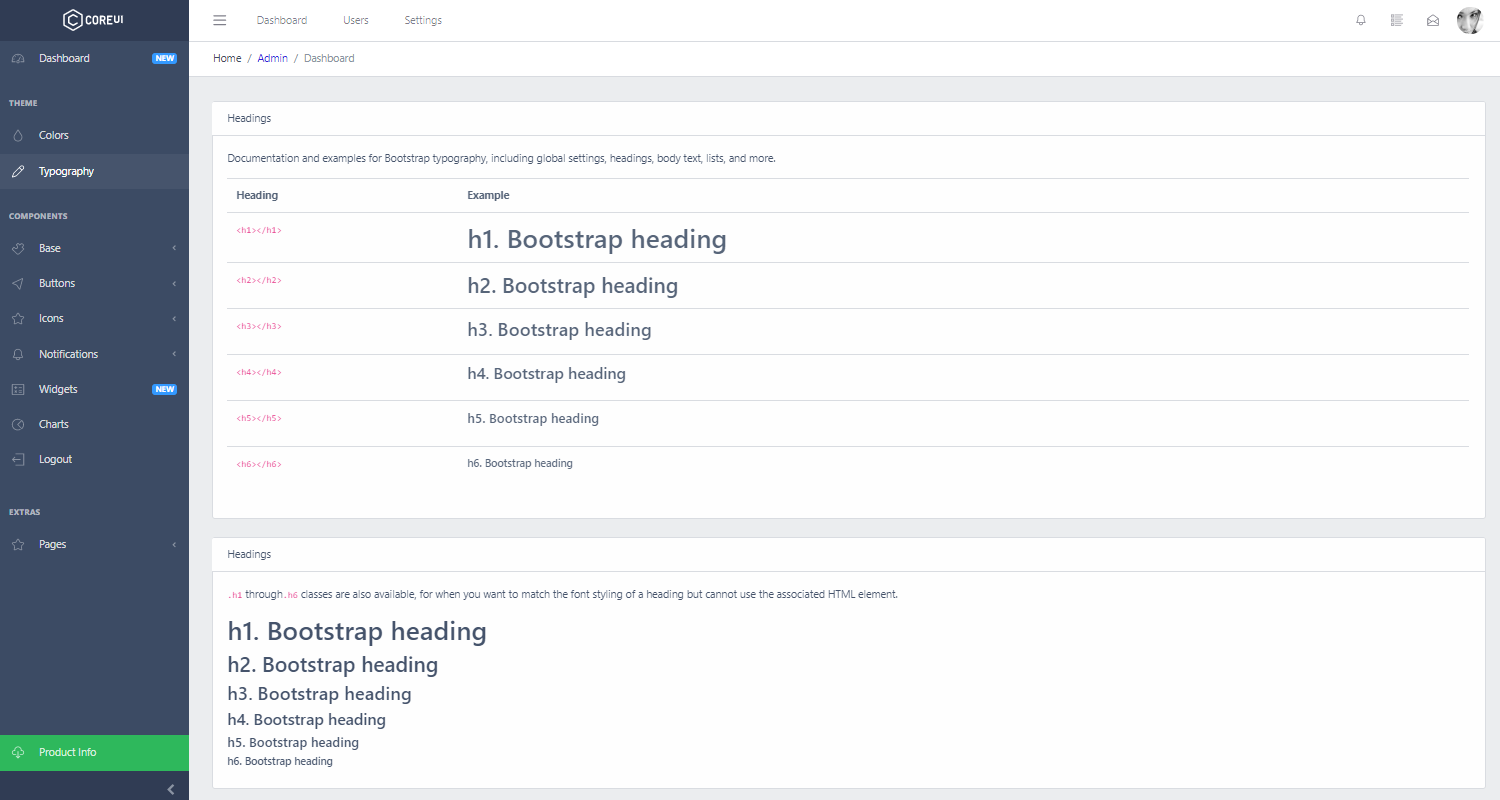 COREUI
Dashboard Users Settings
Dashboard NEW
Home / Admin / Dashboard
THEME
Colors
Typography
COMPONENTS
Base
Buttons
Icons
Notifications
Widgets NEW
Charts
Logout
EXTRAS
Pages
Product Info
Headings
Documentation and examples for Bootstrap typography, including global settings, headings, body text, lists, and more.
Heading Example
<h1></h1> h1. Bootstrap heading
<h2></h2> h2. Bootstrap heading
<h3></h3> h3. Bootstrap heading
<h4></h4> h4. Bootstrap heading
<h5></h5> h5. Bootstrap heading
<h6></h6> h6. Bootstrap heading
Headings
.h1 through .h6 classes are also available, for when you want to match the font styling of a heading but cannot use the associated HTML element.
h1. Bootstrap heading
h2. Bootstrap heading
h3. Bootstrap heading
h4. Bootstrap heading
h5. Bootstrap heading
h6. Bootstrap heading